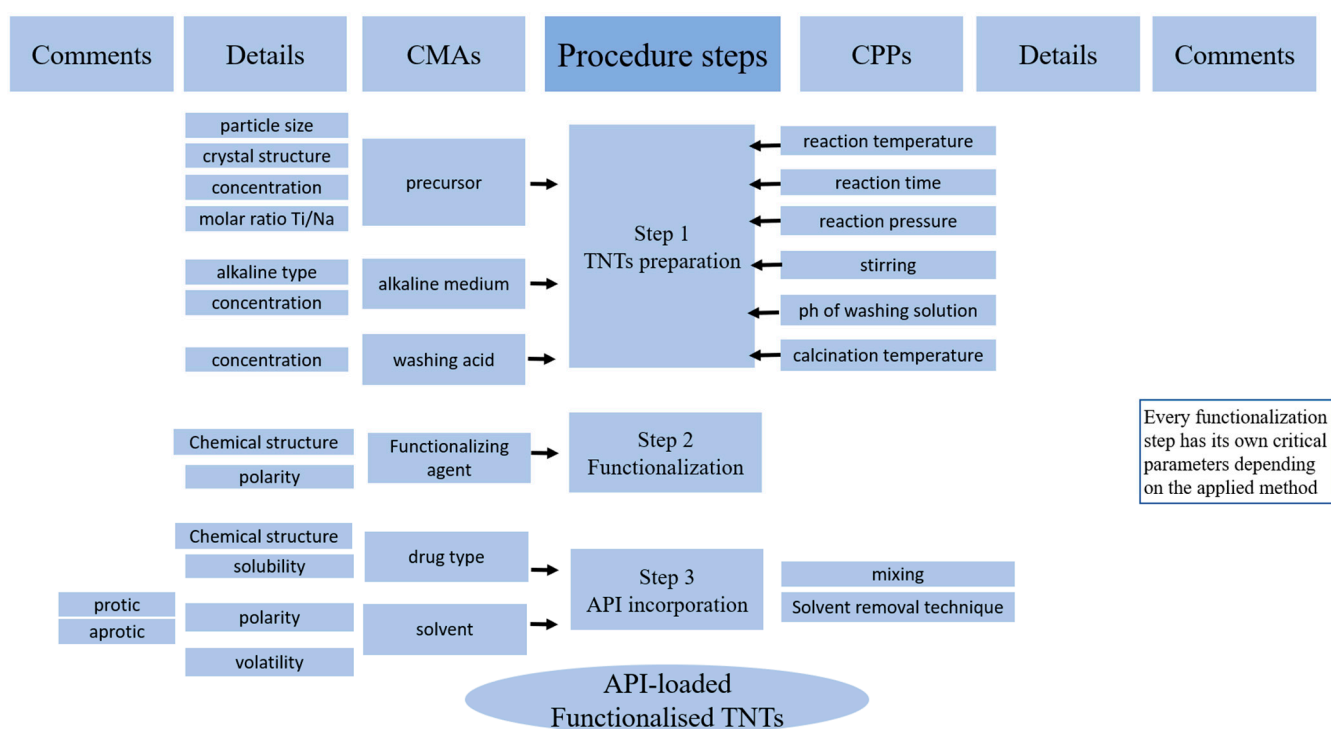 Comments
Details
CMAs
Procedure steps
CPPs
Details
Comments
particle size
crystal structure
concentration
molar ratio Ti/Na
precursor
alkaline type
concentration
alkaline medium
concentration
washing acid
Step 1
TNTs preparation
reaction temperature
reaction time
reaction pressure
stirring
ph of washing solution
calcination temperature
Chemical structure
polarity
Functionalizing
agent
Step 2
Functionalization
Every functionalization
step has its own critical
parameters depending
on the applied method
Chemical structure
solubility
drug type
protic
aprotic
polarity
volatility
solvent
Step 3
API incorporation
mixing
Solvent removal technique
API-loaded
Functionalised TNTs